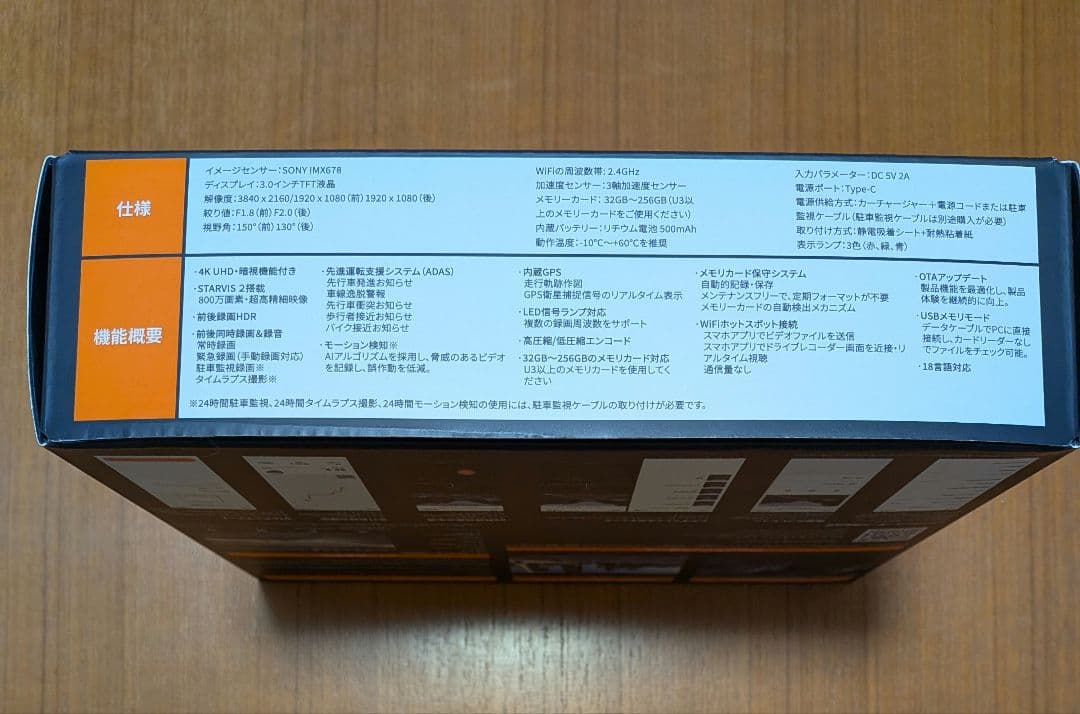 仕様
イメージセンサー：SONY IMX678
ディスプレイ：3.0インチTFT液晶
解像度：3840 x 2160/1920 x 1080（前）1920 x 1080（後）
絞り値：F1.8（前）F2.0（後）
視野角：150°（前）130°（後）
WiFiの周波数帯：2.4GHz
加速度センサー：3軸加速度センサー
メモリーカード：32GB～256GB（U3以
上のメモリーカードをご使用ください）
内蔵バッテリー：リチウム電池 500mAh
動作温度：-10°C～+60°Cを推奨
入力パラメーター：DC 5V 2A
電源ポート：Type-C
電源供給方式：カーチャージャー＋電源コードまたは駐車
監視ケーブル（駐車監視ケーブルは別途購入が必要）
取り付け方式：静電吸着シート+耐熱粘着紙
表示ランプ：3色（赤、緑、青）
機能概要
・4K UHD・暗視機能付き
・STARVIS 2搭載
800万画素・超高精細映像
・前後録画HDR
・前後同時録画＆録音
常時録画
緊急録画（手動録画対応）
駐車監視録画※
タイムラプス撮影※
・先進運転支援システム（ADAS）
先行車発進お知らせ
車線逸脱警報
先行車衝突お知らせ
歩行者接近お知らせ
バイク接近お知らせ
・モーション検知※
AIアルゴリズムを採用し、脅威のあるビデオ
を記録し、誤作動を低減。
・内蔵GPS
走行軌跡作図
GPS衛星捕捉信号のリアルタイム表示
・LED信号ランプ対応
複数の録画周波数をサポート
・高圧縮/低圧縮エンコード
・32GB～256GBのメモリカード対応
U3以上のメモリカードを使用してく
ださい
・メモリカード保守システム
自動的記録・保存
メンテナンスフリーで、定期フォーマットが不要
メモリーカードの自動検出メカニズム
・WiFiホットスポット接続
スマホアプリでビデオファイルを送信
スマホアプリでドライブレコーダー画面を近接・リ
アルタイム視聴
通信量なし
・OTAアップデート
製品機能を最適化し、製品
体験を継続的に向上。
・USBメモリモード
データケーブルでPCに直接
接続し、カードリーダーなし
でファイルをチェック可能。
・18言語対応
※24時間駐車監視、24時間タイムラプス撮影、24時間モーション検知の使用には、駐車監視ケーブルの取り付けが必要です。